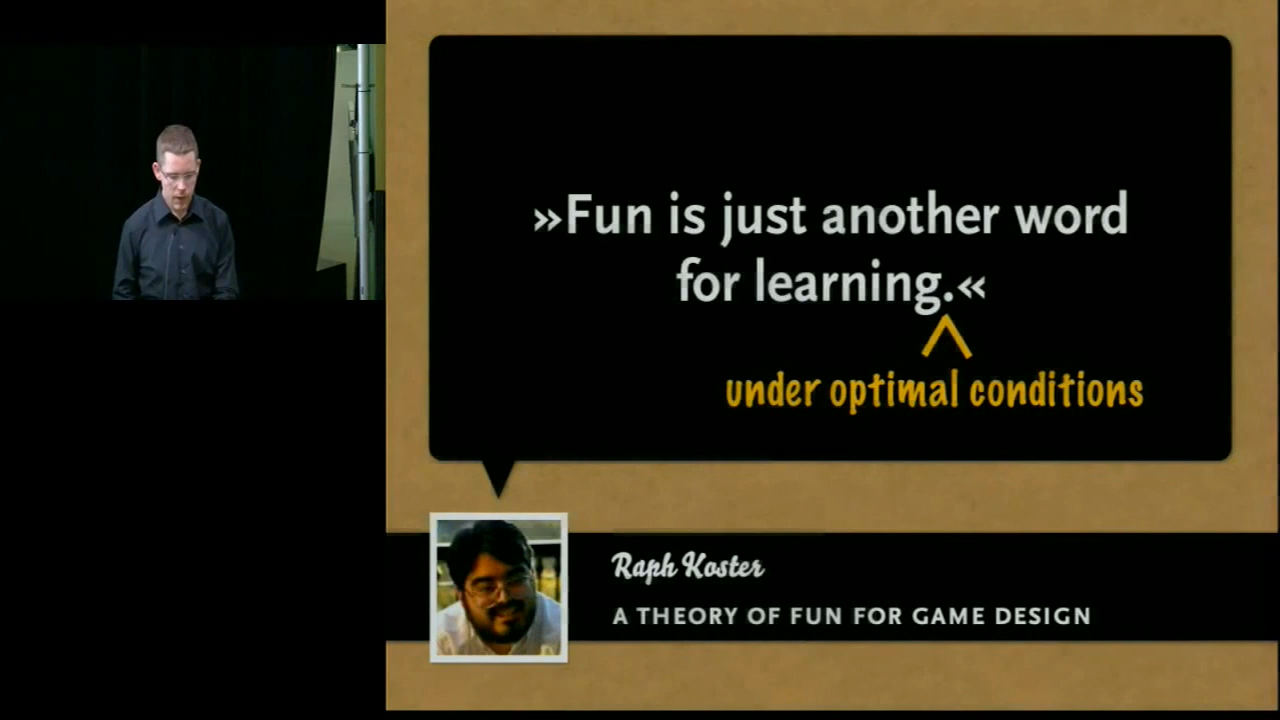 »Fun is just another word
for learning.«
under optimal conditions
Raph Koster
A THEORY OF FUN FOR GAME DESIGN